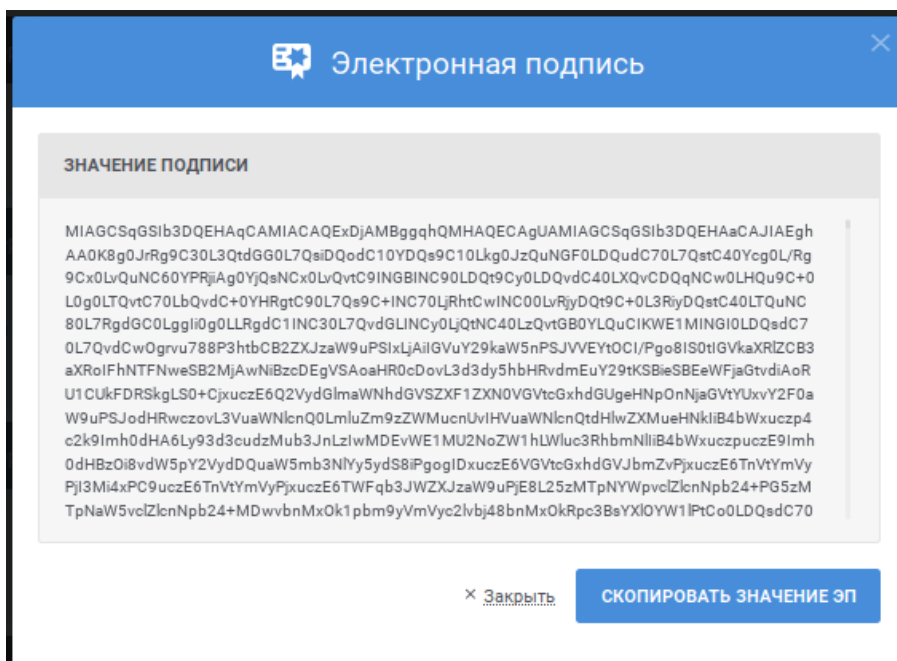 Электронная подпись
ЗНАЧЕНИЕ ПОДПИСИ
MIAGCSqGSIb3DQEHAqCAMIACAQExDjAMBggqhQMHAQECAgUAMIAGCSqGSIb3DQEHAaCAJIAEgh
AA0K8g0JrRg9C30L3QtdGG0L7QsiDQodC10YDQs9C10Lkg0JzQuNGF0LDQudC70L7QstC40Ycg0L/Rg
9Cx0LvQuNC60YPRjiAg0YjQsNCx0LvQvtC9INGBINC90LDQt9Cy0LDQvdC40LXQvCDQqNCw0LHQu9C+0
L0g0LTQvtC70LbQvdC+0YHRgtC90L7Qs9C+INC70LjRhtCwINC00LvRjyDQt9C+0L3RiyDQstC40LTQuNC
80L7RgdGC0LggIi0g0LLRgdC1INC30L7QvdGLINCy0LjQtNC40LzQvtGB0YLQuCIKWE1MINGI0LDQsdC7
0L7QvdCwOgrvu788P3htbCB2ZXJzaW9uPSIxLjAiIGVuY29kaW5nPSJVVEYtOCI/Pgo8IS0tIGVkaXRlZCB3
aXRoIFhNTFNweSB2MjAwNiBzcDEgVSAoaHR0cDovL3d3dy5hbHRvdmEuY29tKSBieSBEeWFjaGtvdiAoR
U1CUkFDRSkgLS0+CjxuczE6Q2VydGlmaWNhdGVSZXF1ZXN0VGVtcGxhdGUgeHNpOnNjaGVtYUxvY2F0a
W9uPSJodHRwczovL3VuaWNlcnQ0LmluZm9zZWMucnUvIHVuaWNlcnQtdHlwZXMueHNkIiB4bWxuczp4
c2k9Imh0dHA6Ly93d3cudzMub3JnLzIwMDEvWE1MU2NoZW1hLWluc3RhbmNlIiB4bWxuczpuczE9Imh
0dHBzOi8vdW5pY2VydDQuaW5mb3NlYy5ydS8iPgogIDxuczE6VGVtcGxhdGVJbmZvPjxuczE6TnVtYmVy
PjI3Mi4xPC9uczE6TnVtYmVyPjxuczE6TWFqb3JWZXJzaW9uPjE8L25zMTpNYWpvclZlcnNpb24+PG5zM
TpNaW5vclZlcnNpb24+MDwvbnMxOk1pbm9yVmVyc2lvbj48bnMxOkRpc3BsYXlOYW1lPtCo0LDQsdC70
× Закрыть
СКОПИРОВАТЬ ЗНАЧЕНИЕ ЭП